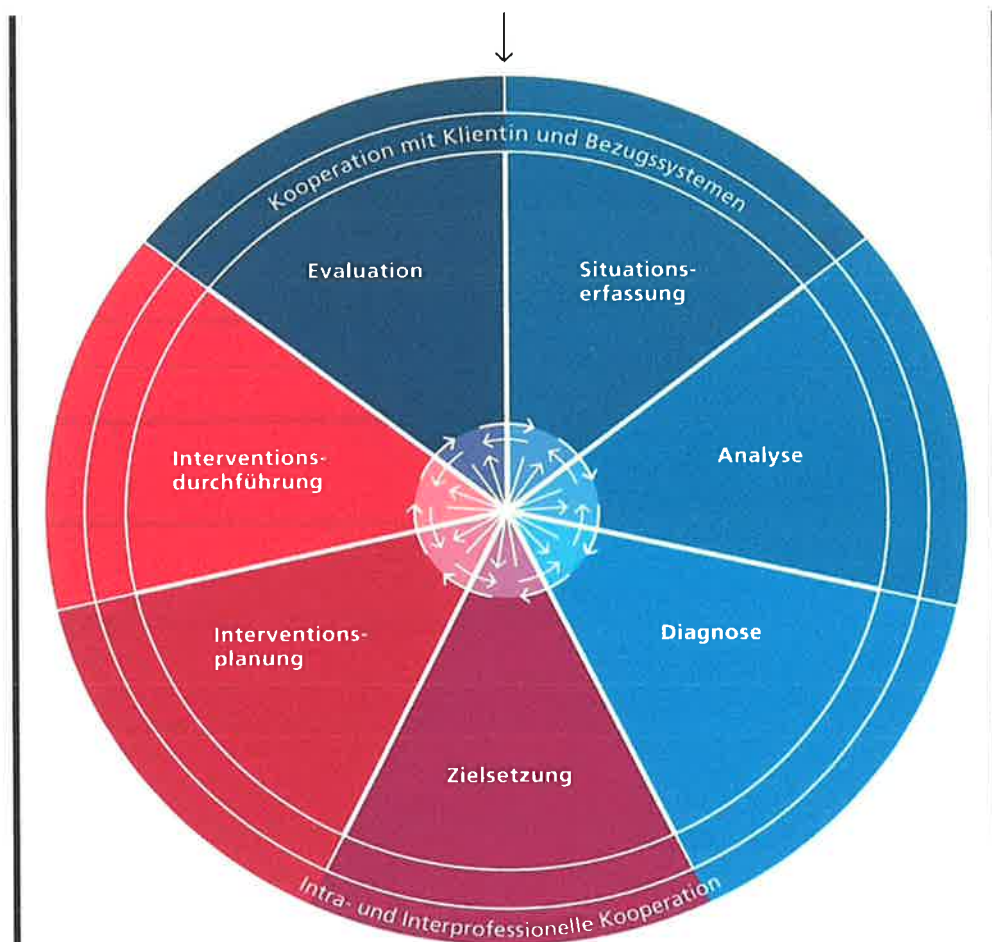 Kooperation mit Klientin und Bezugssystemen
Evaluation
Situations-
erfassung
Interventions-
durchführung
Analyse
Interventions-
planung
Diagnose
Zielsetzung
Intra- und Interprofessionelle Kooperation